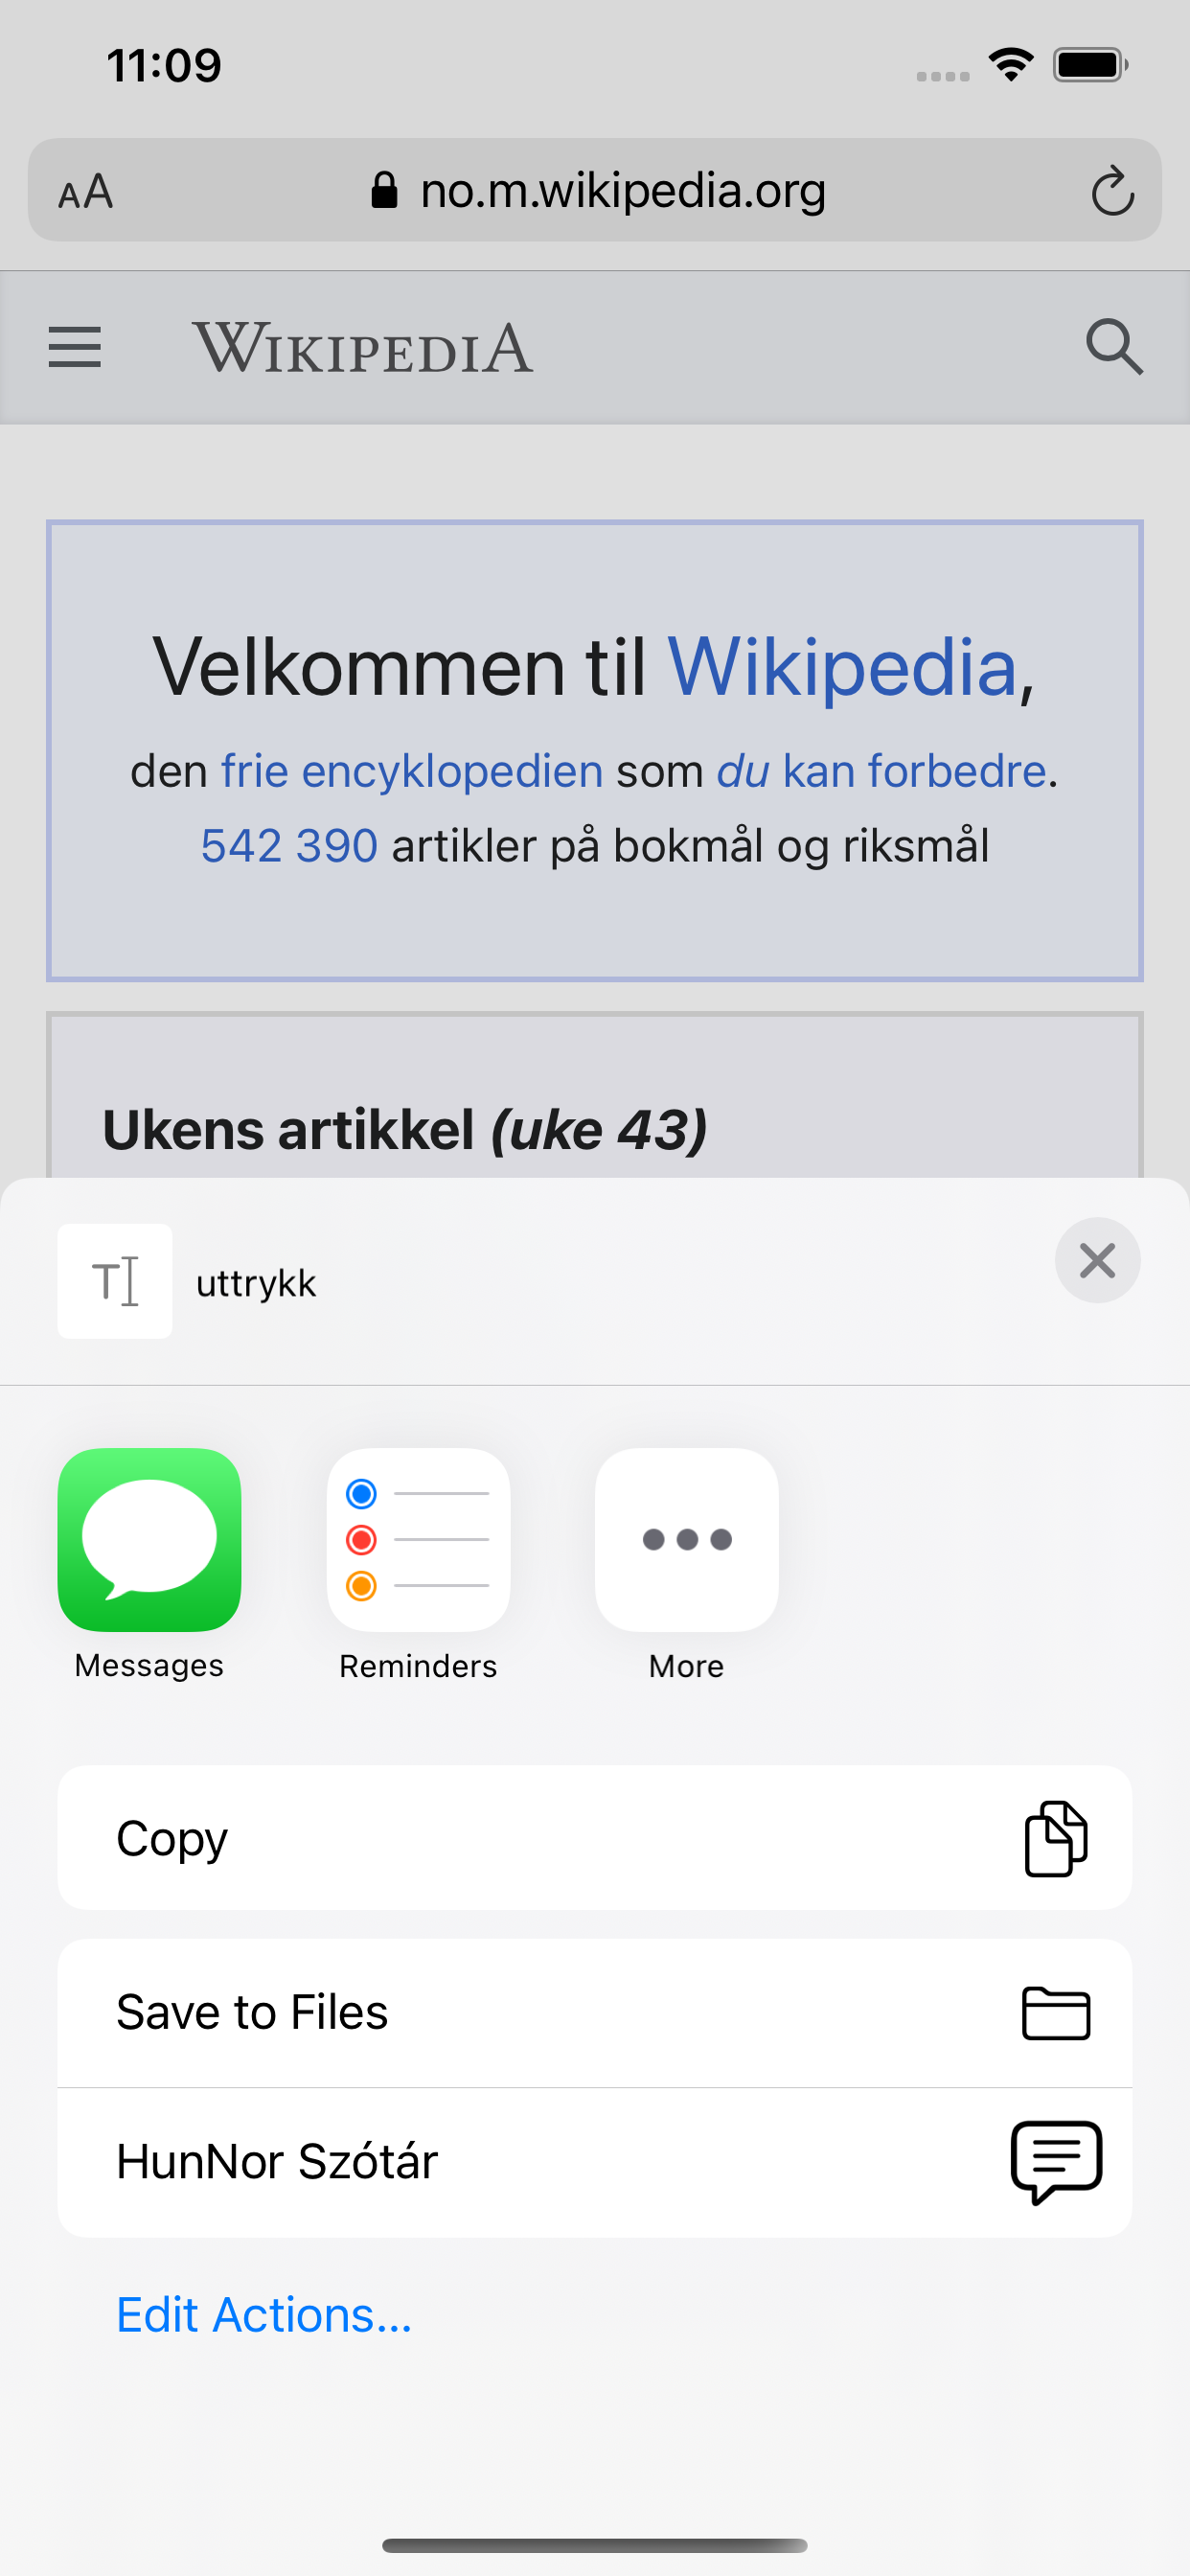 11:09
AA no.m.wikipedia.org
WIKIPEDIA
Velkommen til Wikipedia,
den frie encyklopedien som du kan forbedre.
542 390 artikler på bokmål og riksmål
Ukens artikkel (uke 43)
uttrykk
Messages Reminders More
Copy
Save to Files
HunNor Szótár
Edit Actions...